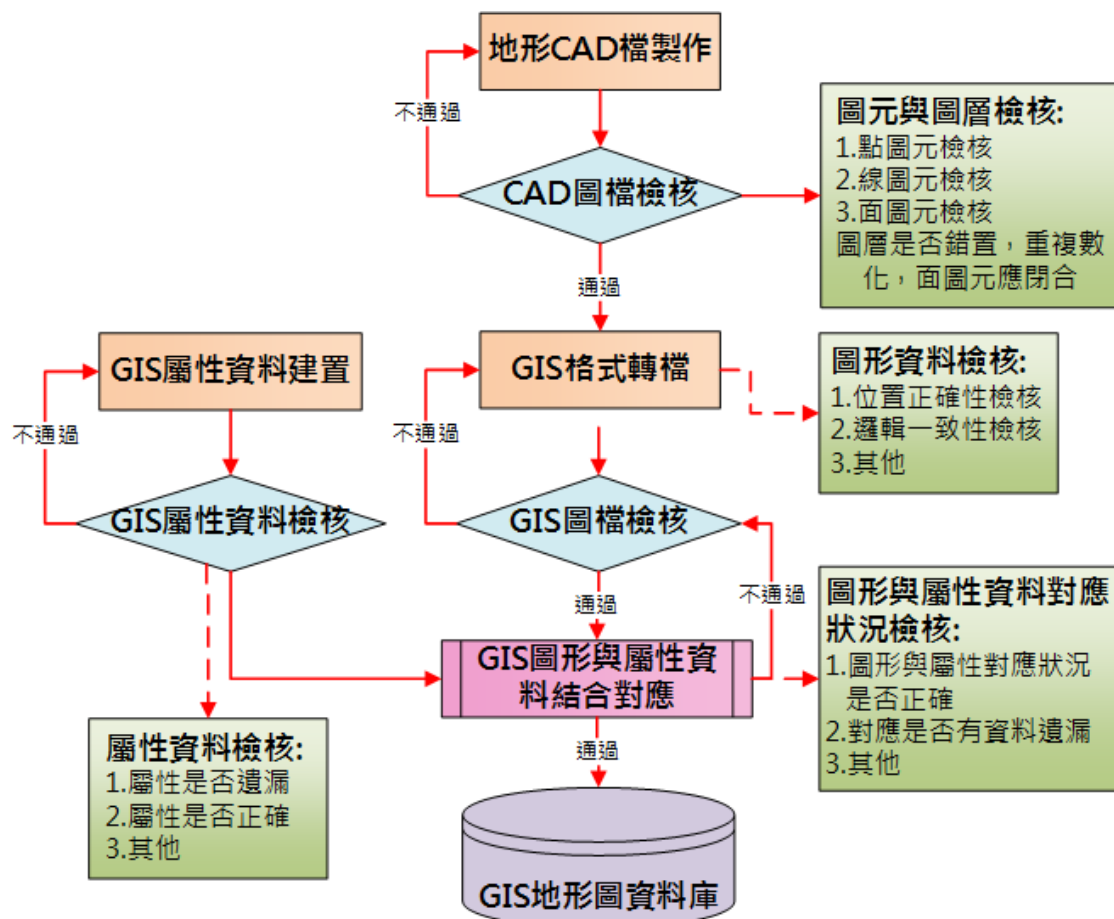 地形CAD檔製作
不通過
CAD圖檔檢核
圖元與圖層檢核:
1.點圖元檢核
2.線圖元檢核
3.面圖元檢核
圖層是否錯置，重複數
化，面圖元應閉合
通過
GIS屬性資料建置
不通過
GIS屬性資料檢核
GIS格式轉檔
不通過
GIS圖檔檢核
圖形資料檢核:
1.位置正確性檢核
2.邏輯一致性檢核
3.其他
通過
不通過
GIS圖形與屬性資
料結合對應
圖形與屬性資料對應
狀況檢核:
1.圖形與屬性對應狀況
是否正確
2.對應是否有資料遺漏
3.其他
屬性資料檢核:
1.屬性是否遺漏
2.屬性是否正確
3.其他
通過
GIS地形圖資料庫